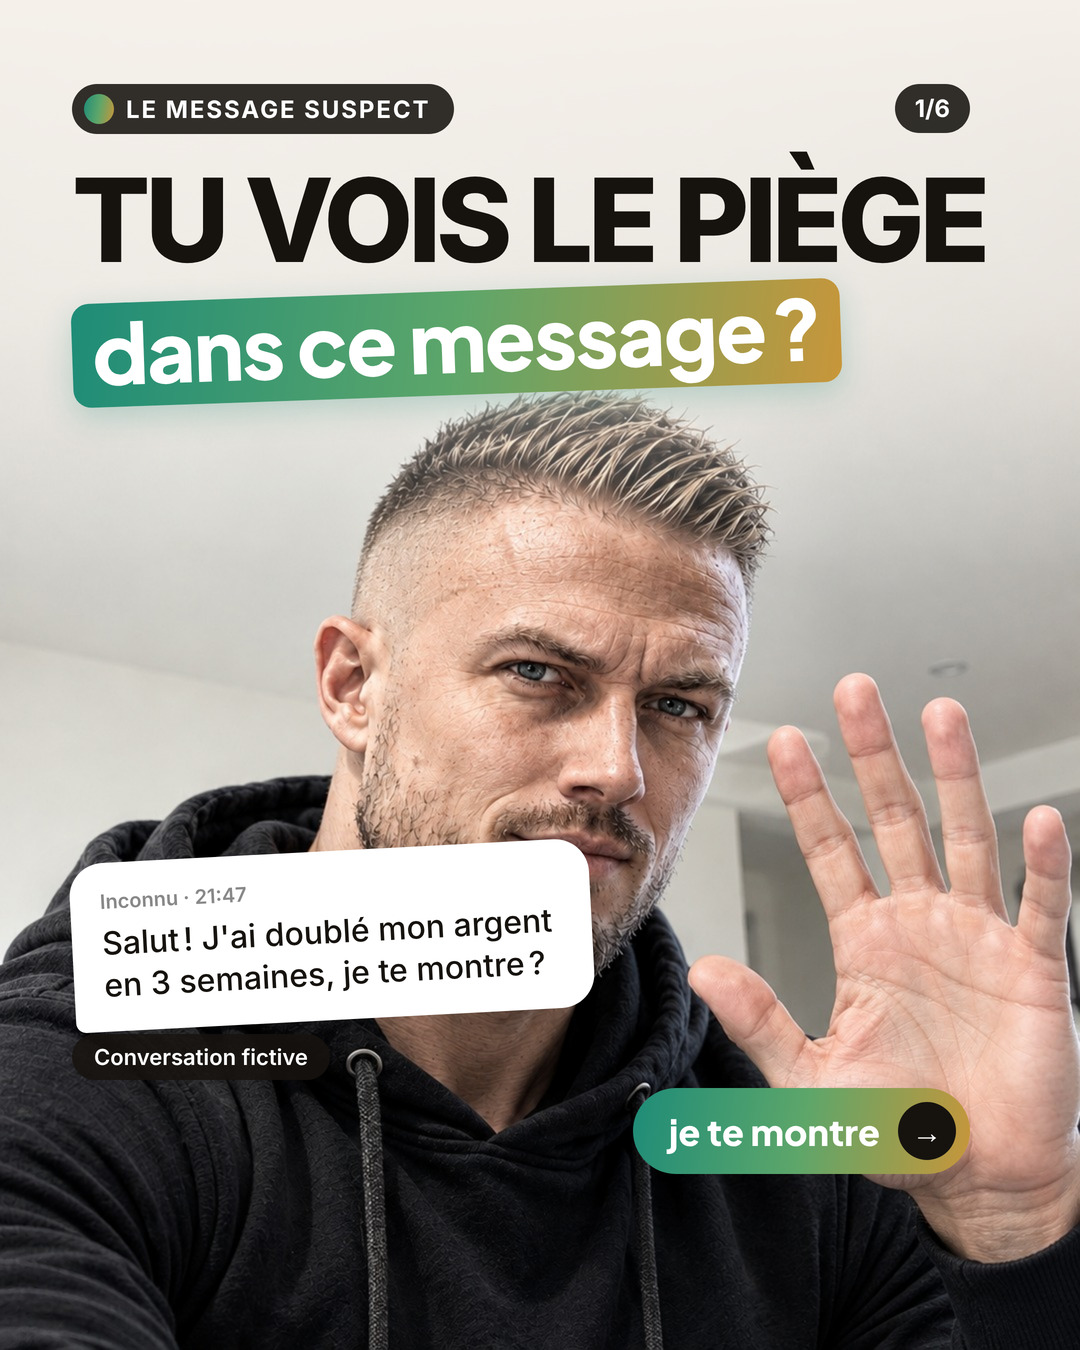 LE MESSAGE SUSPECT
1/6
TU VOIS LE PIÈGE
dans ce message ?
Inconnu · 21:47
Salut ! J'ai doublé mon argent
en 3 semaines, je te montre ?
Conversation fictive
je te montre →